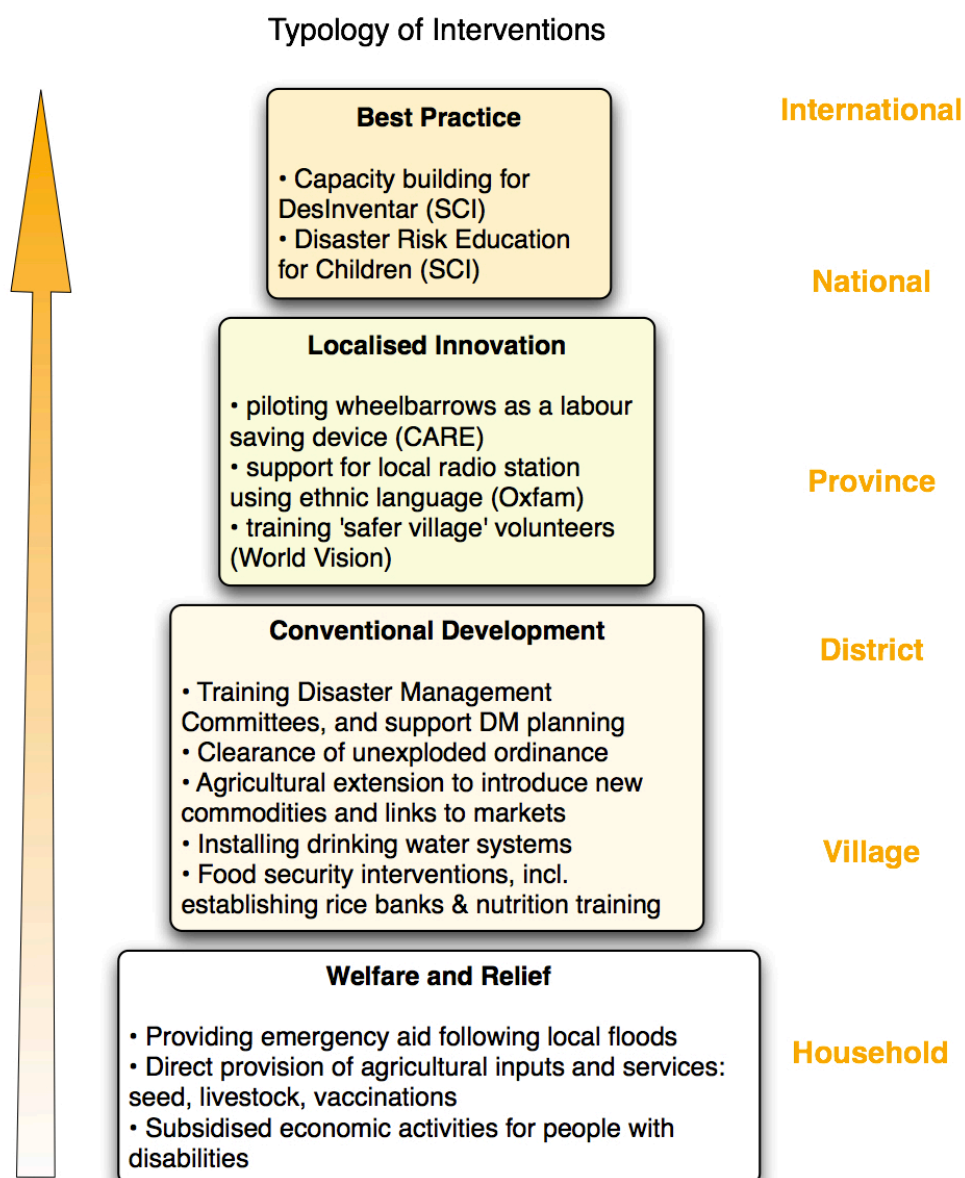 Typology of Interventions
Best Practice
• Capacity building for
DesInventar (SCI)
• Disaster Risk Education
for Children (SCI)
Localised Innovation
• piloting wheelbarrows as a labour
saving device (CARE)
• support for local radio station
using ethnic language (Oxfam)
• training 'safer village' volunteers
(World Vision)
Conventional Development
• Training Disaster Management
Committees, and support DM planning
• Clearance of unexploded ordinance
• Agricultural extension to introduce new
commodities and links to markets
• Installing drinking water systems
• Food security interventions, incl.
establishing rice banks & nutrition training
Welfare and Relief
• Providing emergency aid following local floods
• Direct provision of agricultural inputs and services:
seed, livestock, vaccinations
• Subsidised economic activities for people with
disabilities
International
National
Province
District
Village
Household